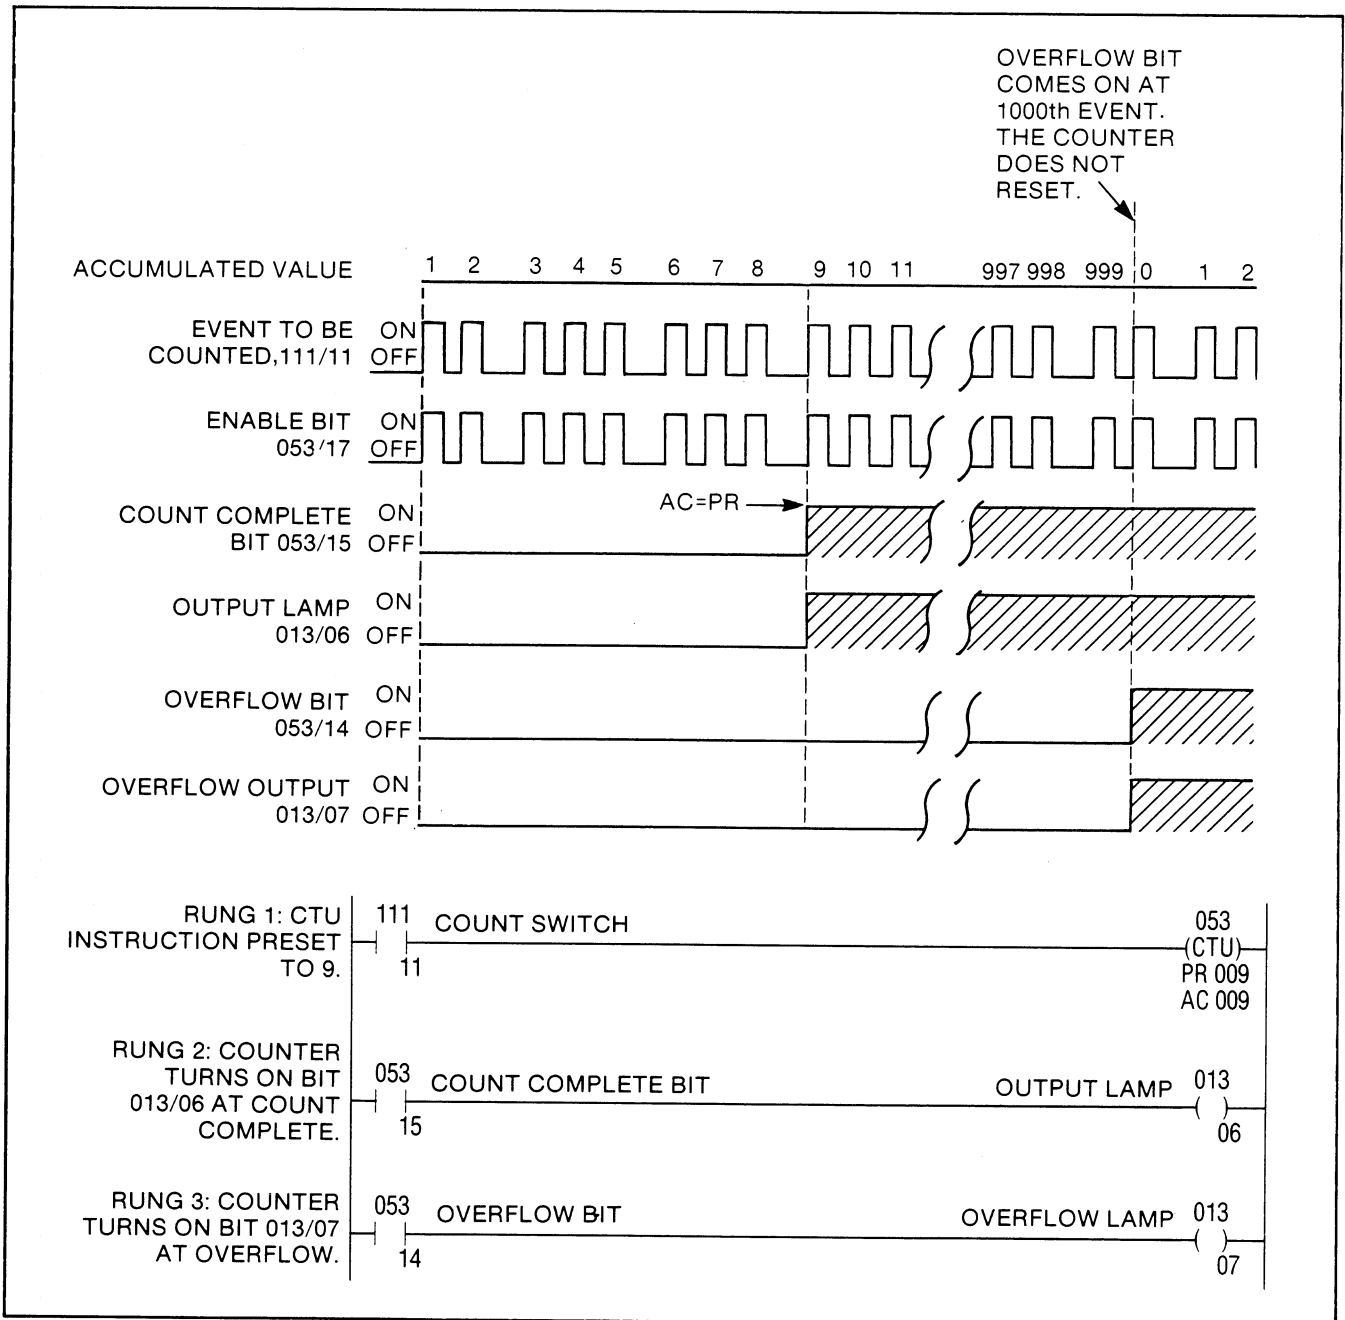 OVERFLOW BIT
COMES ON AT
1000th EVENT.
THE COUNTER
DOES NOT
RESET.
ACCUMULATED VALUE 1 2 3 4 5 6 7 8 9 10 11 997 998 999 0 1 2
EVENT TO BE ON
COUNTED,111/11 OFF
ENABLE BIT ON
053/17 OFF
AC=PR
COUNT COMPLETE ON
BIT 053/15 OFF
OUTPUT LAMP ON
013/06 OFF
OVERFLOW BIT ON
053/14 OFF
OVERFLOW OUTPUT ON
013/07 OFF
RUNG 1: CTU 111 COUNT SWITCH 053
INSTRUCTION PRESET (CTU)
TO 9. 11 PR 009
AC 009
RUNG 2: COUNTER
TURNS ON BIT 053 COUNT COMPLETE BIT OUTPUT LAMP 013
013/06 AT COUNT ( )
COMPLETE. 15 06
RUNG 3: COUNTER 053 OVERFLOW BIT OVERFLOW LAMP 013
TURNS ON BIT 013/07 ( )
AT OVERFLOW. 14 07